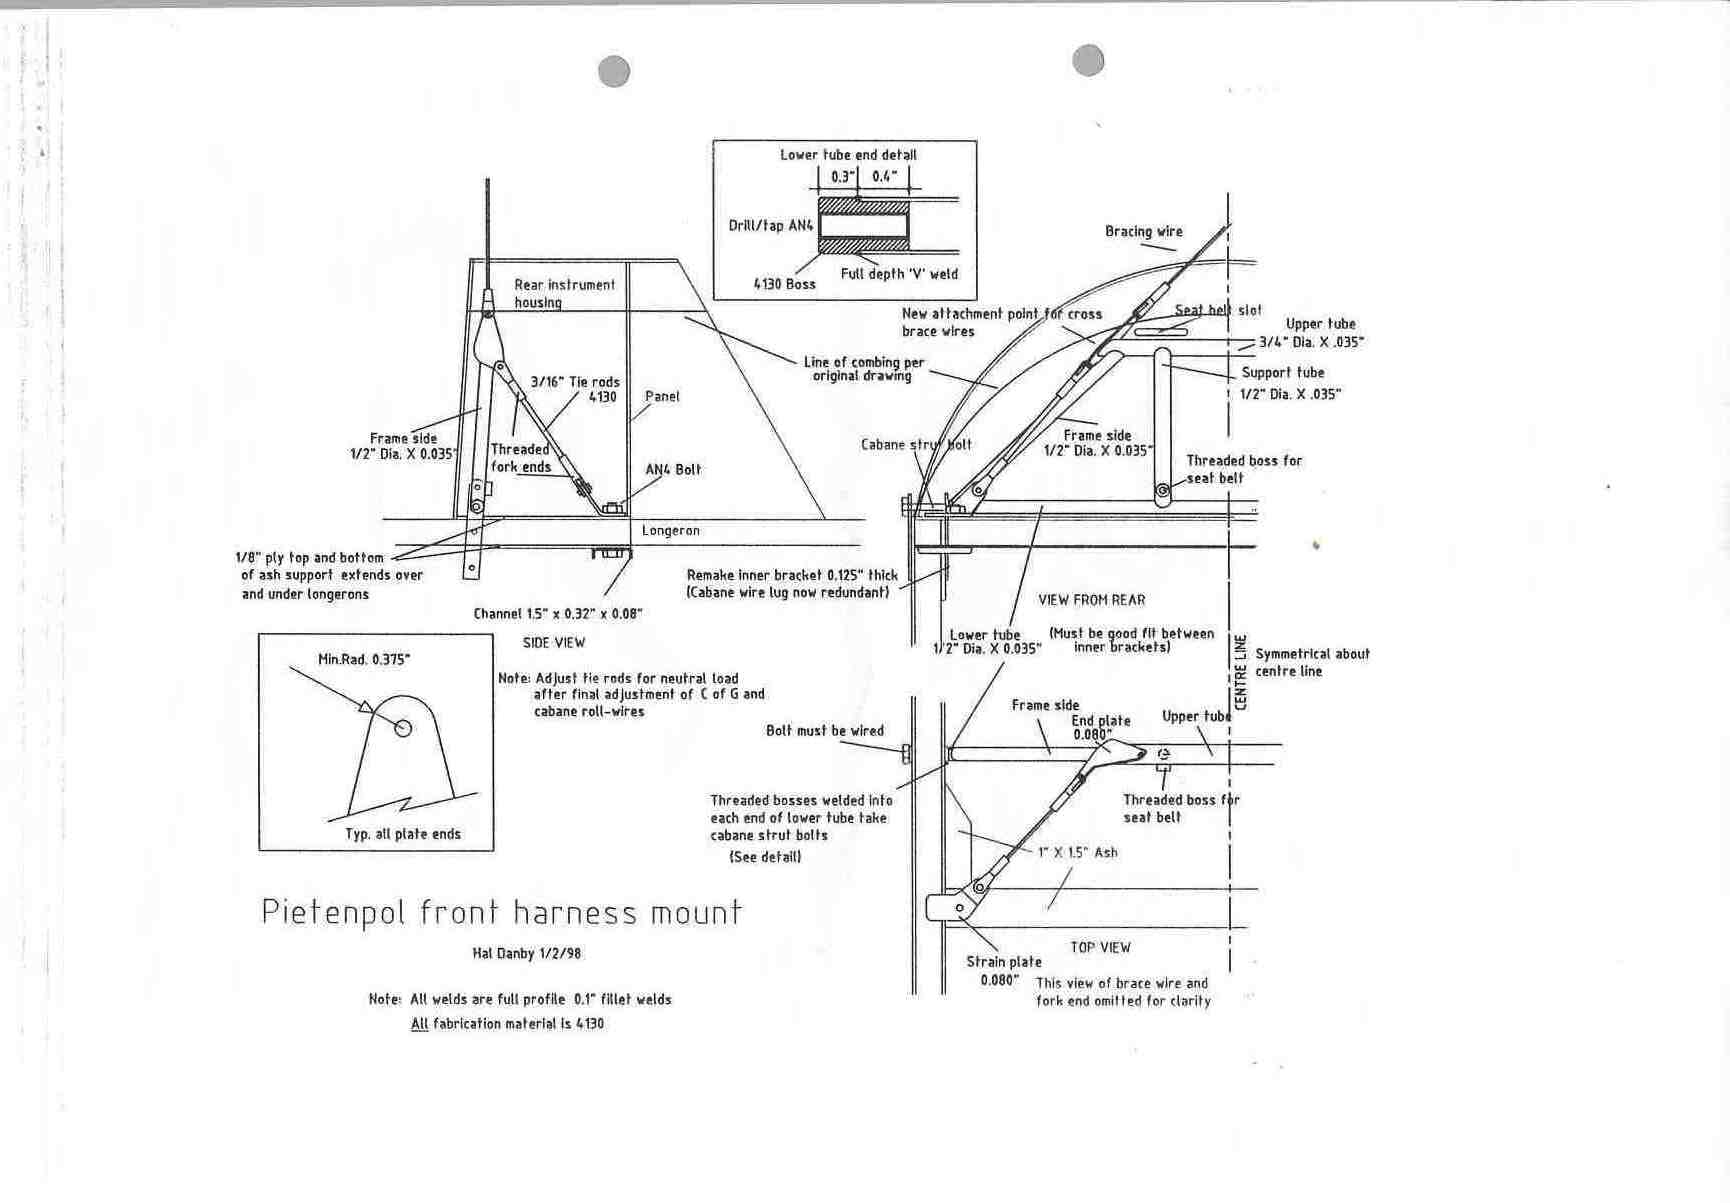 Lower tube end detail
0.3" 0.4"
Drill/tap AN4
Full depth 'V' weld
4130 Boss
Rear instrument
housing
3/16" Tie rods
4130
Panel
Frame side
1/2" Dia. X 0.035"
Threaded
fork ends
AN4 Bolt
Longeron
1/8" ply top and bottom
of ash support extends over
and under longerons
Channel 1.5" x 0.32" x 0.08"
SIDE VIEW
Line of combing per
original drawing
Bracing wire
New attachment point for cross
brace wires
Seat belt slot
Upper tube
3/4" Dia. X .035"
Support tube
1/2" Dia. X .035"
Cabane strut bolt
Frame side
1/2" Dia. X 0.035"
Threaded boss for
seat belt
Remake inner bracket 0.125" thick
(Cabane wire lug now redundant)
VIEW FROM REAR
Lower tube
1/2" Dia. X 0.035"
(Must be good fit between
inner brackets)
CENTRE LINE
Symmetrical about
centre line
Min.Rad. 0.375"
Typ. all plate ends
Note: Adjust tie rods for neutral load
after final adjustment of C of G and
cabane roll-wires
Bolt must be wired
Frame side
End plate
0.080"
Upper tube
Threaded bosses welded into
each end of lower tube take
cabane strut bolts
(See detail)
Threaded boss for
seat belt
1" X 1.5" Ash
TOP VIEW
Strain plate
0.080"
This view of brace wire and
fork end omitted for clarity
Pietenpol front harness mount
Hal Danby 1/2/98
Note: All welds are full profile 0.1" fillet welds
All fabrication material is 4130